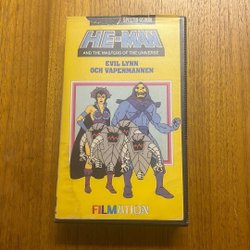 HE-MAN
AND THE MASTERS OF THE UNIVERSE
EVIL LYNN
OCH VAPENMANNEN
FILMATION